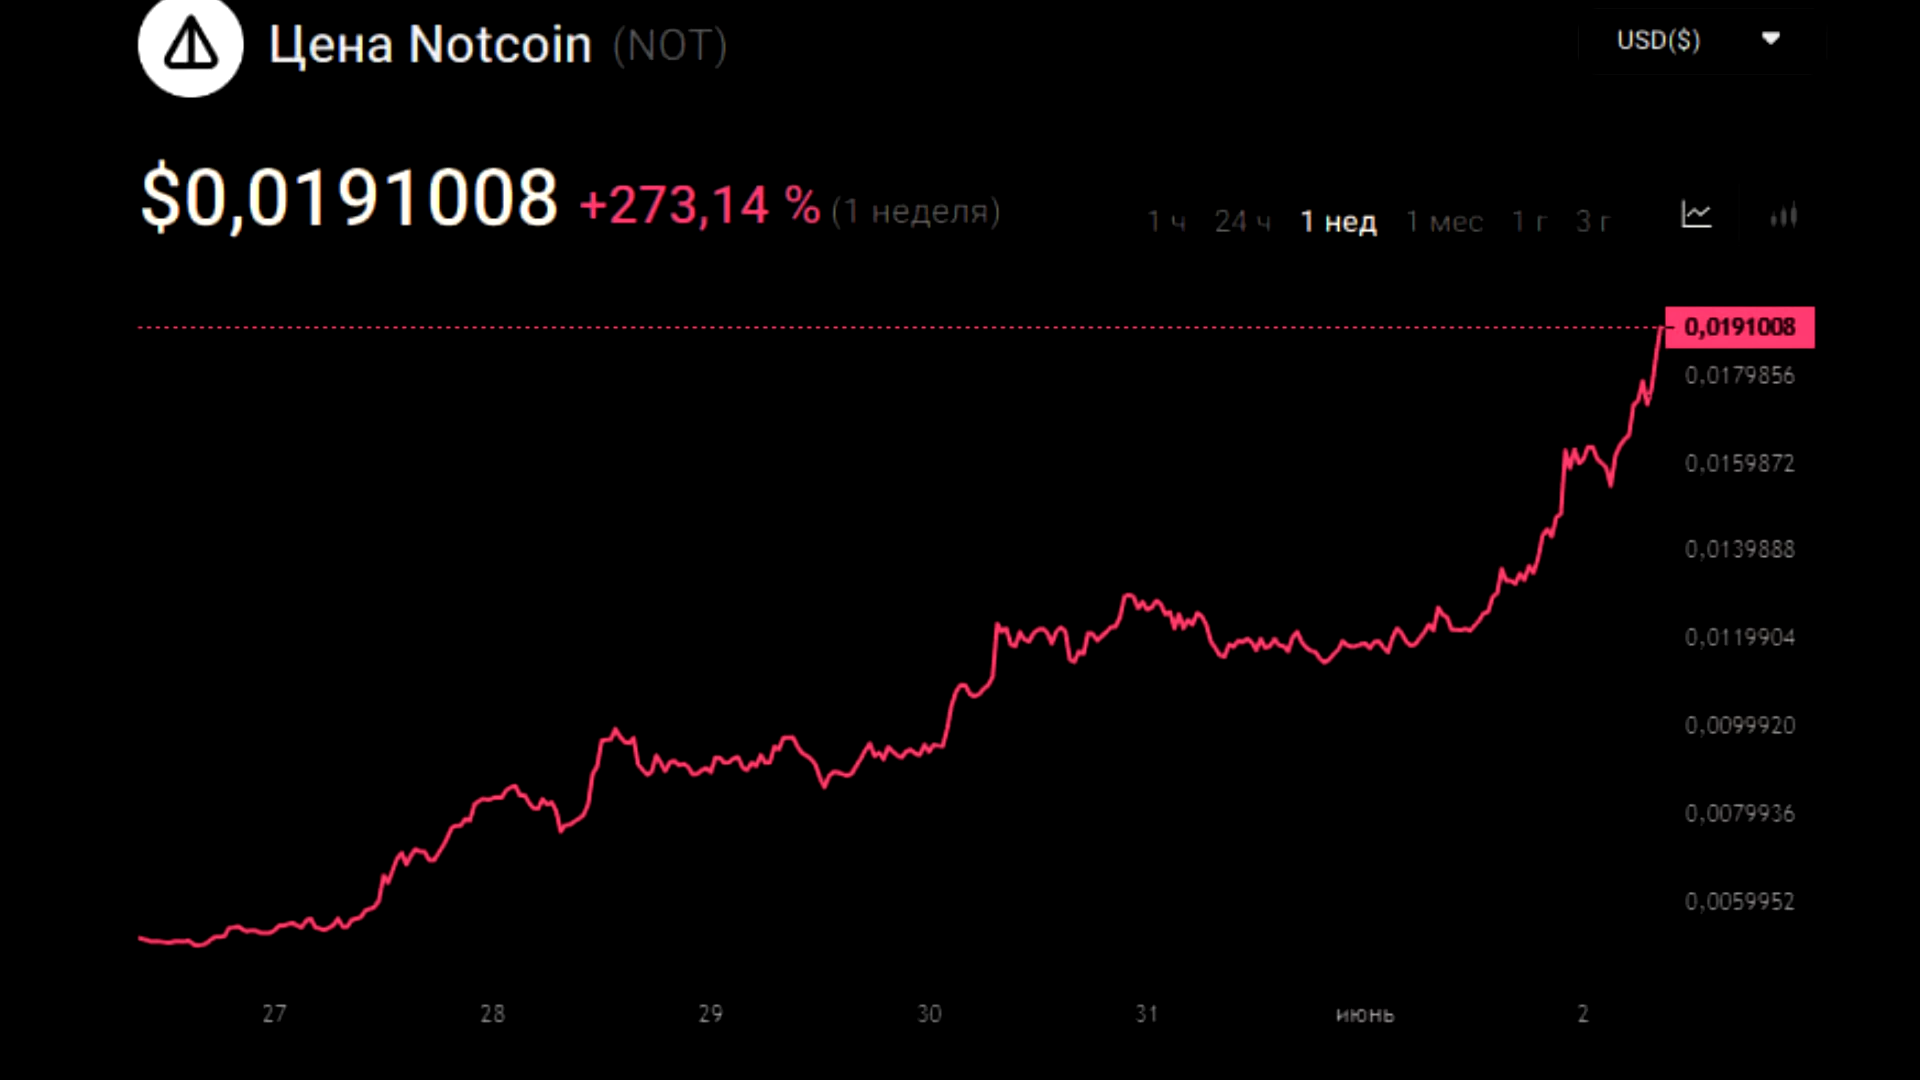 Цена Notcoin (NOT)
USD($)
$0,0191008 +273,14 % (1 неделя)
1 ч 24 ч 1 нед 1 мес 1 г 3 г
0,0191008
0,0179856
0,0159872
0,0139888
0,0119904
0,0099920
0,0079936
0,0059952
27 28 29 30 31 июнь 2